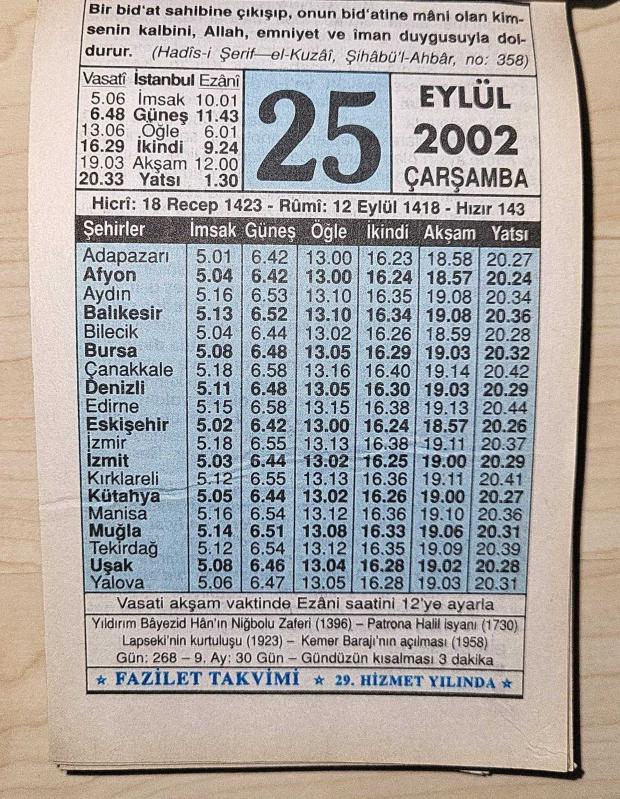 Bir bid'at sahibine çıkışıp, onun bid'atine mâni olan kim-
senin kalbini, Allah, emniyet ve îman duygusuyla dol-
durur. (Hadîs-i Şerif—el-Kuzâî, Şihâbü'l-Ahbâr, no: 358)
Vasatî İstanbul Ezânî
5.06 İmsak 10.01
6.48 Güneş 11.43
13.06 Öğle 6.01
16.29 İkindi 9.24
19.03 Akşam 12.00
20.33 Yatsı 1.30
25
EYLÜL
2002
ÇARŞAMBA
Hicrî: 18 Recep 1423 - Rûmî: 12 Eylül 1418 - Hızır 143
Şehirler İmsak Güneş Öğle İkindi Akşam Yatsı
Adapazarı 5.01 6.42 13.00 16.23 18.58 20.27
Afyon 5.04 6.42 13.00 16.24 18.57 20.24
Aydın 5.16 6.53 13.10 16.35 19.08 20.34
Balıkesir 5.13 6.52 13.10 16.34 19.08 20.36
Bilecik 5.04 6.44 13.02 16.26 18.59 20.28
Bursa 5.08 6.48 13.05 16.29 19.03 20.32
Çanakkale 5.18 6.58 13.16 16.40 19.14 20.42
Denizli 5.11 6.48 13.05 16.30 19.03 20.29
Edirne 5.15 6.58 13.15 16.38 19.13 20.44
Eskişehir 5.02 6.42 13.00 16.24 18.57 20.26
İzmir 5.18 6.55 13.13 16.38 19.11 20.37
İzmit 5.03 6.44 13.02 16.25 19.00 20.29
Kırklareli 5.12 6.55 13.13 16.36 19.11 20.41
Kütahya 5.05 6.44 13.02 16.26 19.00 20.27
Manisa 5.16 6.54 13.12 16.36 19.10 20.36
Muğla 5.14 6.51 13.08 16.33 19.06 20.31
Tekirdağ 5.12 6.54 13.12 16.35 19.09 20.39
Uşak 5.08 6.46 13.04 16.28 19.02 20.28
Yalova 5.06 6.47 13.05 16.28 19.03 20.31
Vasati akşam vaktinde Ezâni saatini 12'ye ayarla
Yıldırım Bâyezid Hân'ın Niğbolu Zaferi (1396) – Patrona Halil isyanı (1730)
Lapseki'nin kurtuluşu (1923) – Kemer Barajı'nın açılması (1958)
Gün: 268 – 9. Ay: 30 Gün – Gündüzün kısalması 3 dakika
★ FAZİLET TAKVİMİ ★ 29. HİZMET YILINDA ★